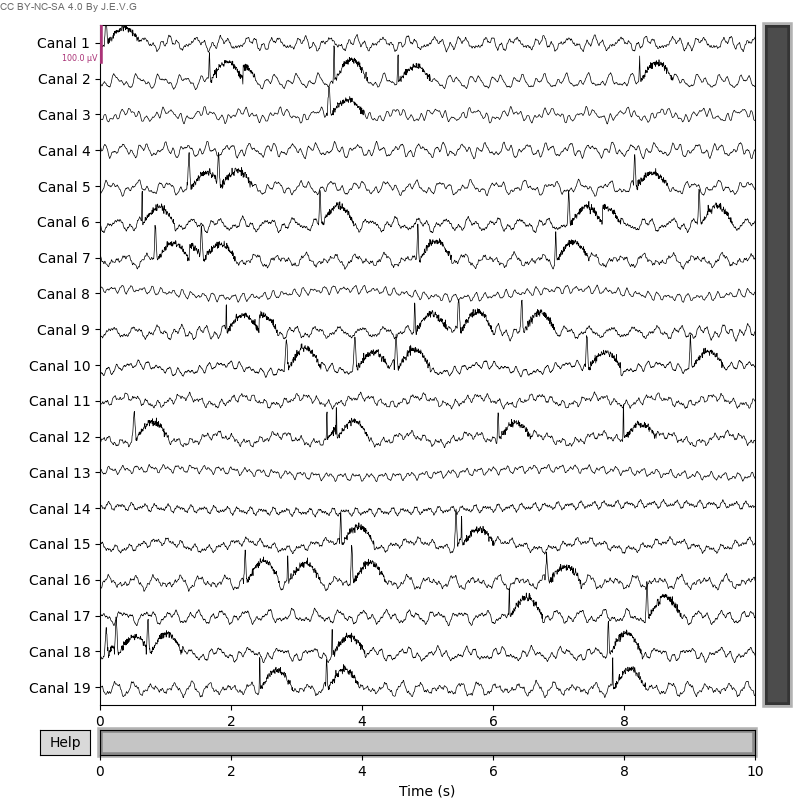 CC BY-NC-SA 4.0 By J.E.V.G
Canal 1
100.0 µV
Canal 2
Canal 3
Canal 4
Canal 5
Canal 6
Canal 7
Canal 8
Canal 9
Canal 10
Canal 11
Canal 12
Canal 13
Canal 14
Canal 15
Canal 16
Canal 17
Canal 18
Canal 19
0 2 4 6 8
Help
0 2 4 6 8 10
Time (s)